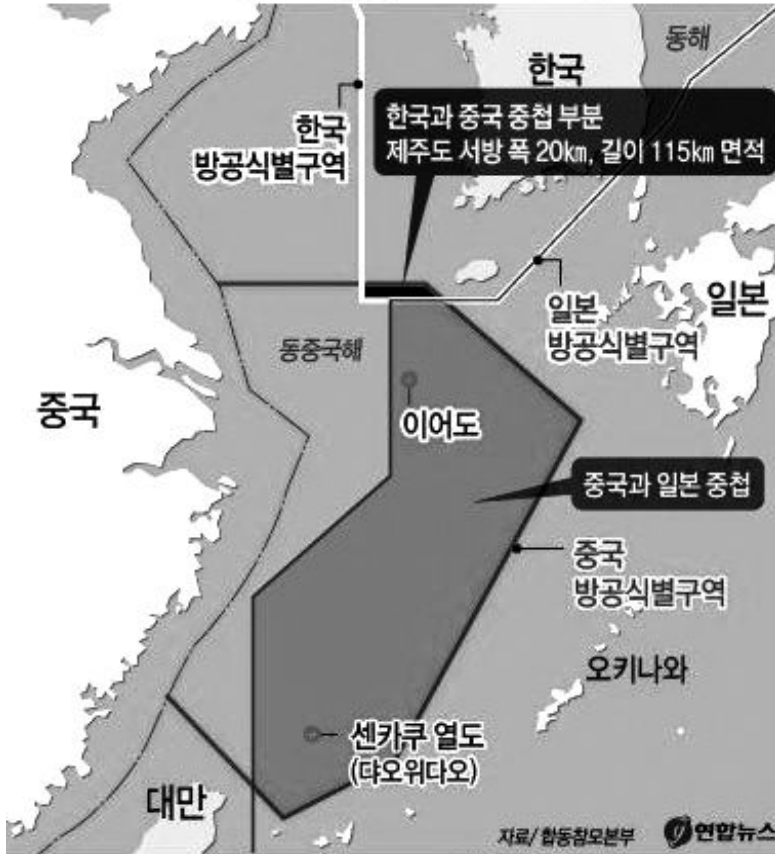 동해
한국
한국
방공식별구역
한국과 중국 중첩 부분
제주도 서방 폭 20km, 길이 115km 면적
일본
방공식별구역
일본
동중국해
중국
이어도
중국과 일본 중첩
중국
방공식별구역
오키나와
센카쿠 열도
(댜오위다오)
대만
자료/ 합동참모본부
연합뉴스